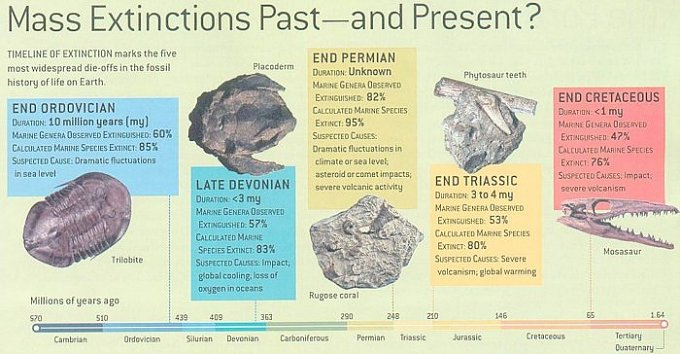 Mass Extinctions Past—and Present?
TIMELINE OF EXTINCTION marks the five
most widespread die-offs in the fossil
history of life on Earth.
END ORDOVICIAN
DURATION: 10 million years (my)
MARINE GENERA OBSERVED EXTINGUISHED: 60%
CALCULATED MARINE SPECIES EXTINCT: 85%
SUSPECTED CAUSE: Dramatic fluctuations
in sea level
Trilobite
Placoderm
LATE DEVONIAN
DURATION: <3 my
MARINE GENERA OBSERVED
EXTINGUISHED: 57%
CALCULATED MARINE
SPECIES EXTINCT: 83%
SUSPECTED CAUSES: Impact;
global cooling; loss of
oxygen in oceans
END PERMIAN
DURATION: Unknown
MARINE GENERA OBSERVED
EXTINGUISHED: 82%
CALCULATED MARINE SPECIES
EXTINCT: 95%
SUSPECTED CAUSES:
Dramatic fluctuations in
climate or sea level;
asteroid or comet impacts;
severe volcanic activity
Rugose coral
Phytosaur teeth
END TRIASSIC
DURATION: 3 to 4 my
MARINE GENERA OBSERVED
EXTINGUISHED: 53%
CALCULATED MARINE SPECIES
EXTINCT: 80%
SUSPECTED CAUSES: Severe
volcanism; global warming
END CRETACEOUS
DURATION: <1 my
MARINE GENERA OBSERVED
EXTINGUISHED: 47%
CALCULATED MARINE SPECIES
EXTINCT: 76%
SUSPECTED CAUSES: Impact;
severe volcanism
Mosasaur
Millions of years ago
570 510 439 409 363 290 248 210 146 65 1.64
Cambrian Ordovician Silurian Devonian Carboniferous Permian Triassic Jurassic Cretaceous Tertiary
Quaternary